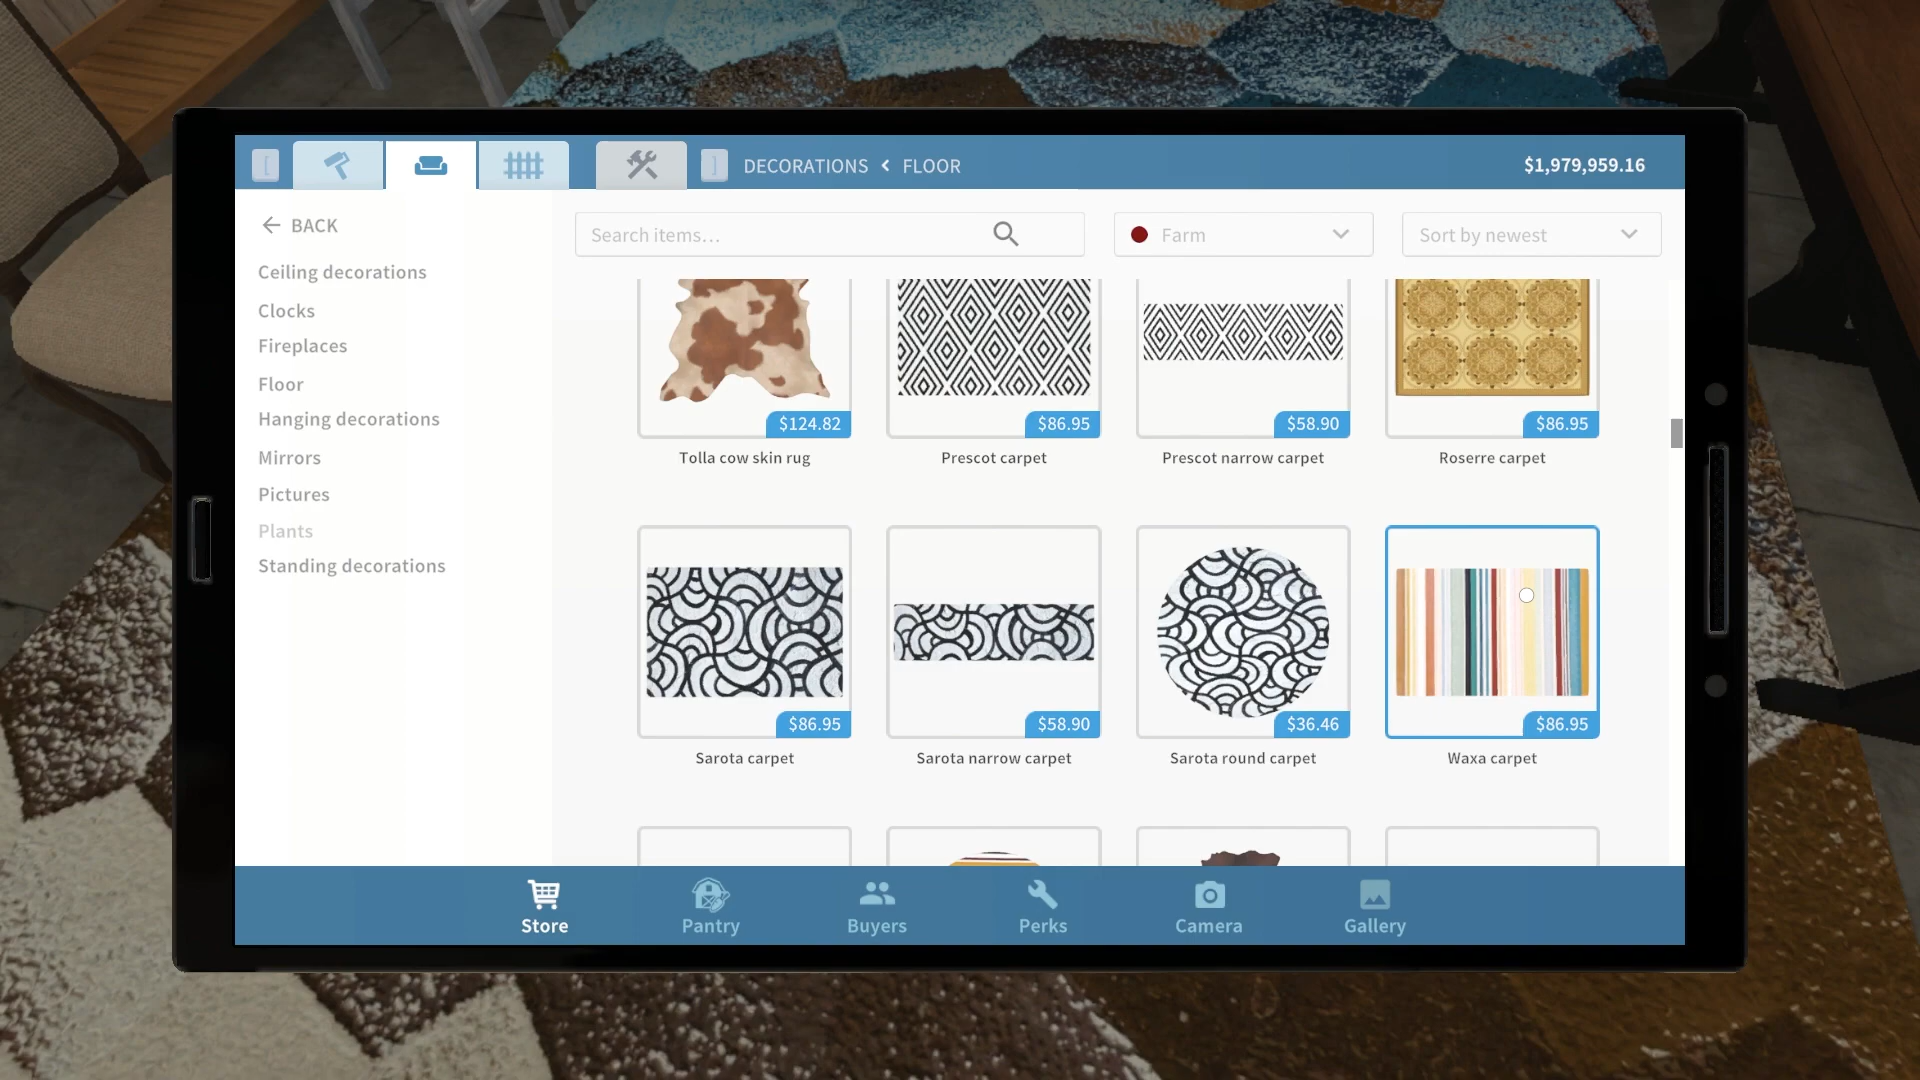 [
]
DECORATIONS < FLOOR
$1,979,959.16
BACK
Search items...
Farm
Sort by newest
Ceiling decorations
Clocks
Fireplaces
Floor
Hanging decorations
Mirrors
Pictures
Plants
Standing decorations
$124.82
$86.95
$58.90
$86.95
Tolla cow skin rug
Prescot carpet
Prescot narrow carpet
Roserre carpet
$86.95
$58.90
$36.46
$86.95
Sarota carpet
Sarota narrow carpet
Sarota round carpet
Waxa carpet
Store
Pantry
Buyers
Perks
Camera
Gallery